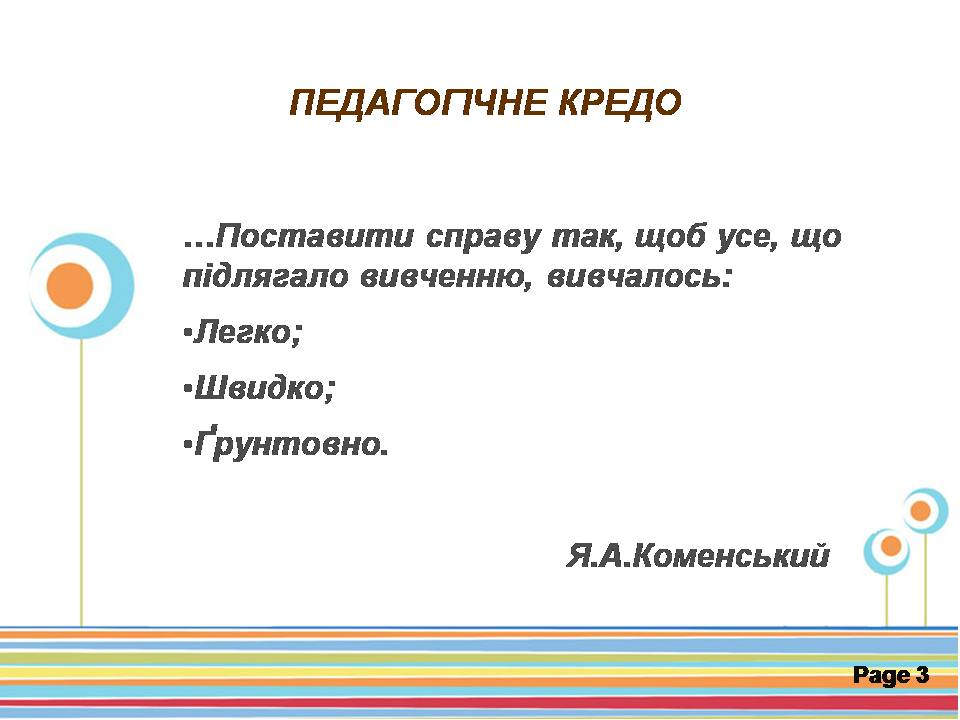 ПЕДАГОГІЧНЕ КРЕДО
...Поставити справу так, щоб усе, що
підлягало вивченню, вивчалось:
•Легко;
•Швидко;
•Ґрунтовно.
Я.А.Коменський
Page 3